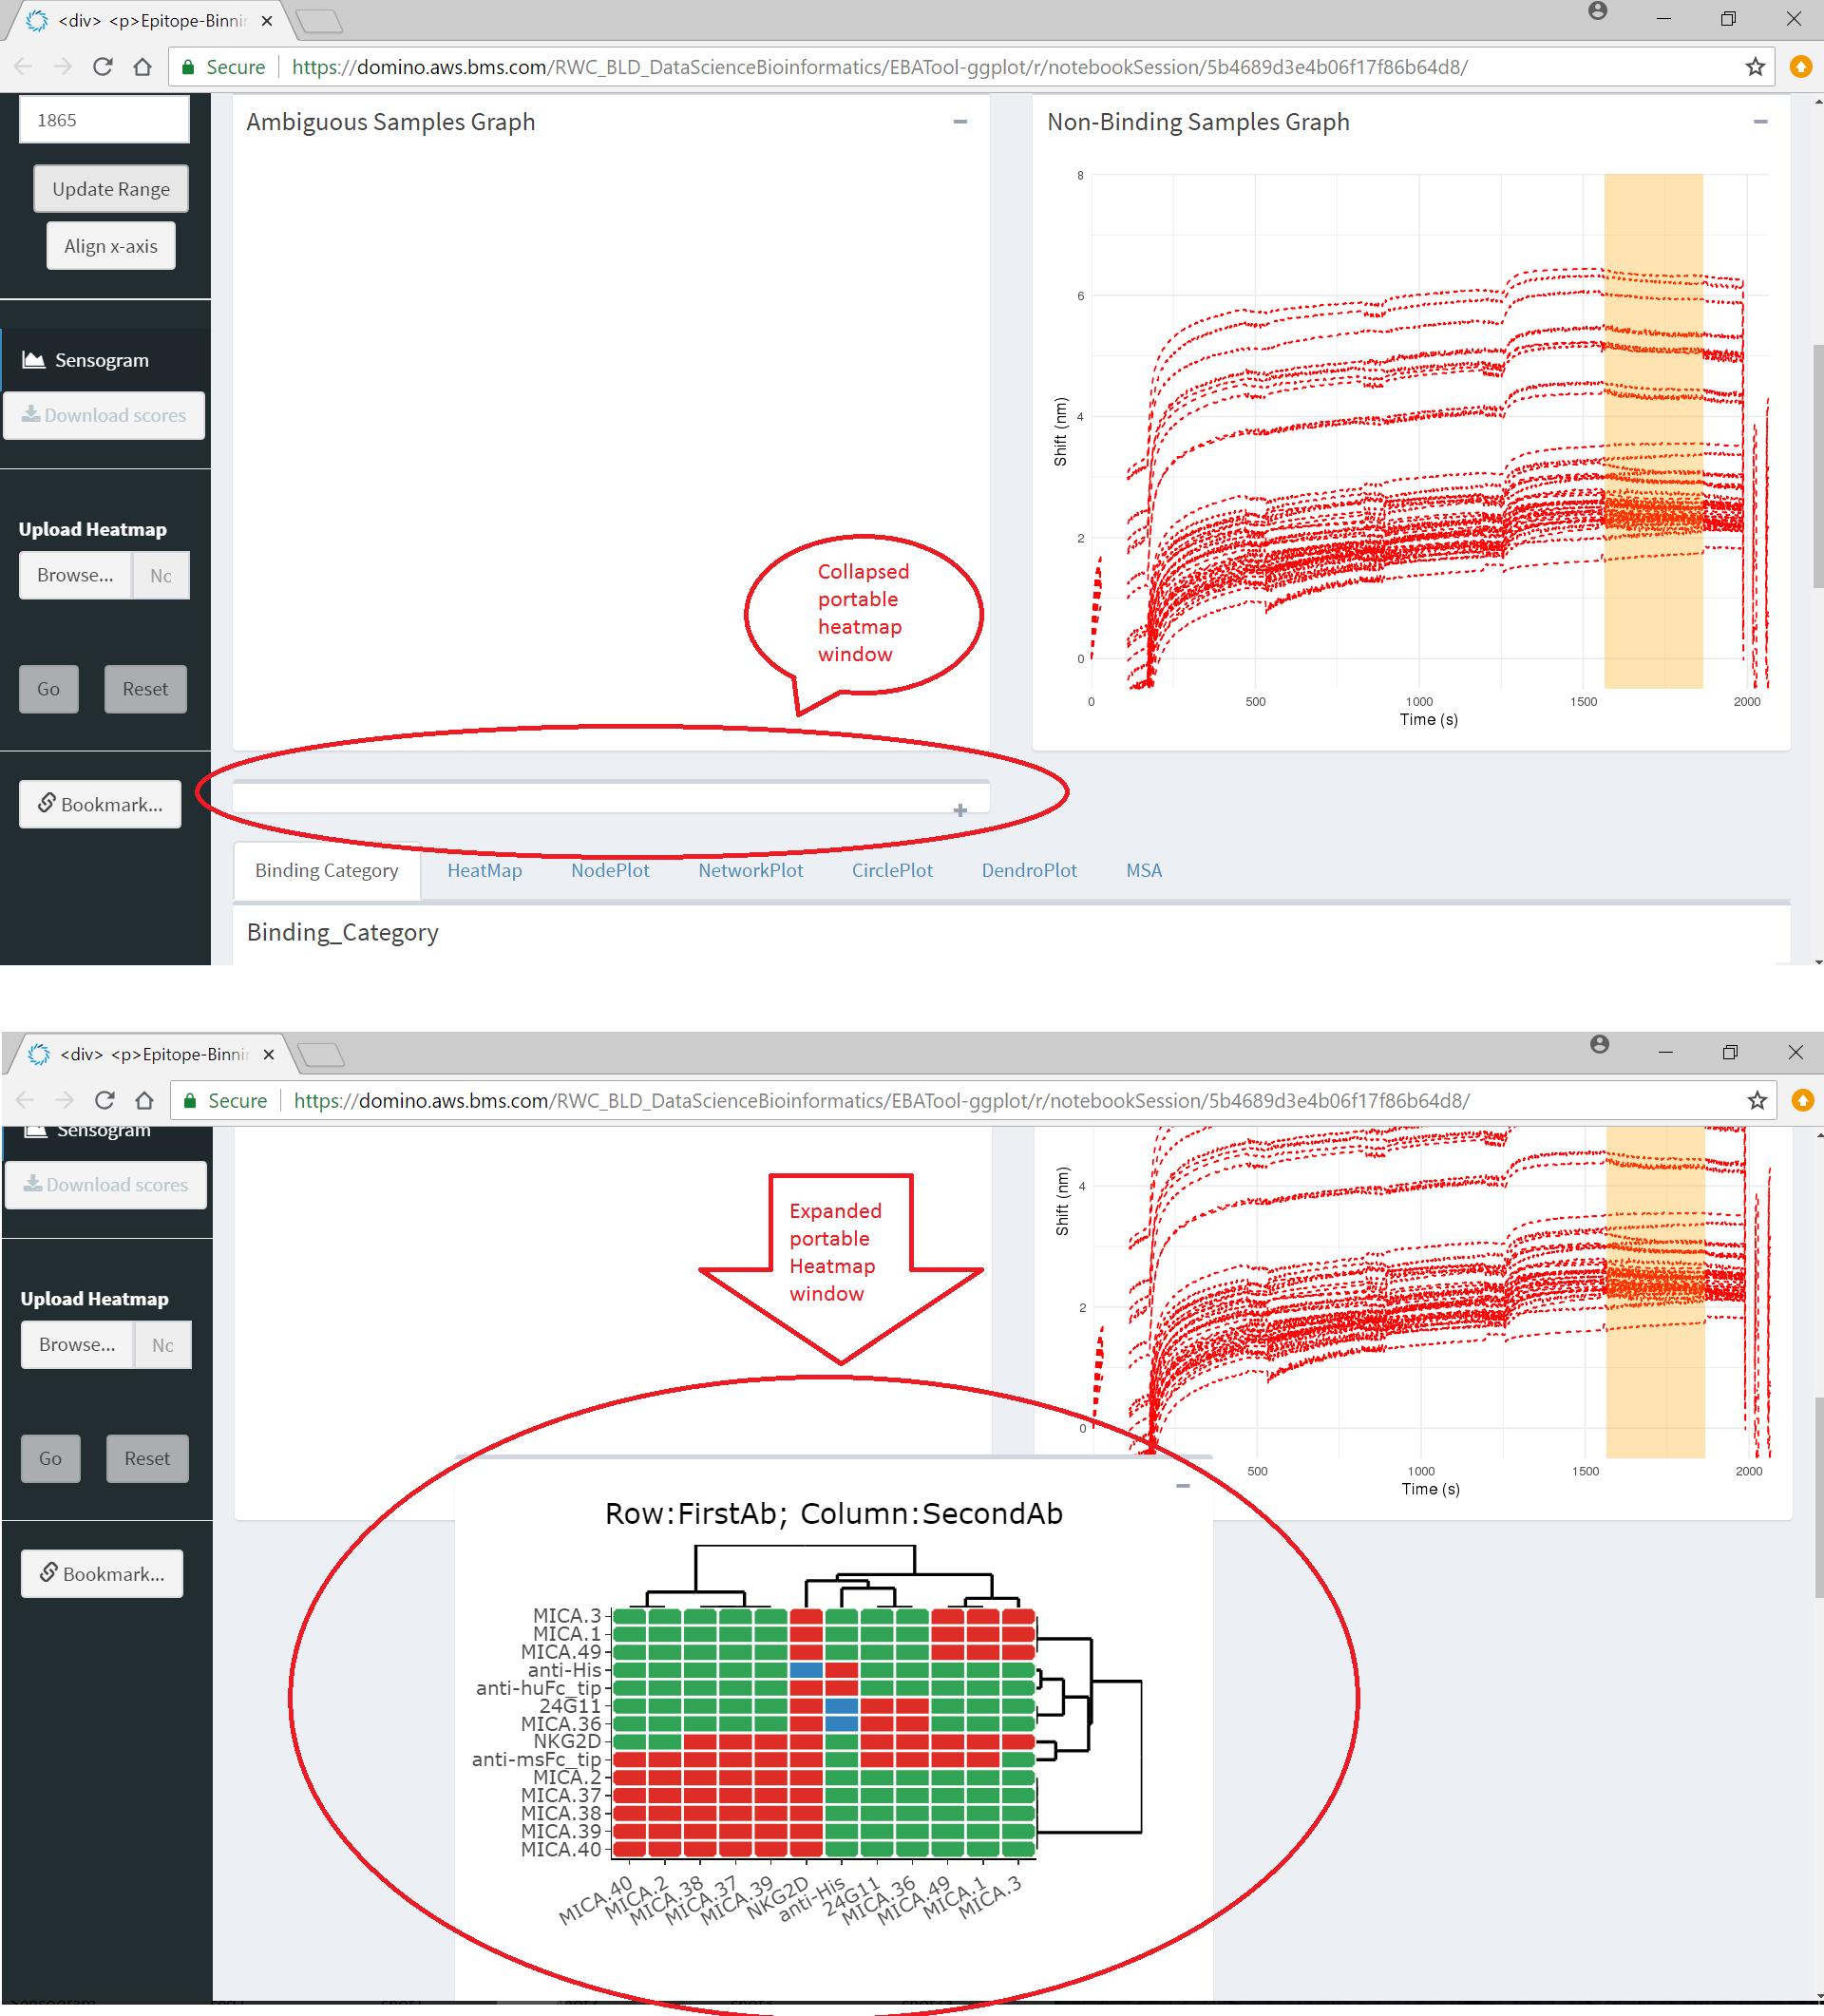 <div> <p>Epitope-Binnin
Secure https://domino.aws.bms.com/RWC_BLD_DataScienceBioinformatics/EBATool-ggplot/r/notebookSession/5b4689d3e4b06f17f86b64d8/
1865
Update Range
Align x-axis
Sensogram
Download scores
Upload Heatmap
Browse... No
Go Reset
Bookmark...
Ambiguous Samples Graph
Non-Binding Samples Graph
8
6
4
2
0
Shift (nm)
0 500 1000 1500 2000
Time (s)
Collapsed
portable
heatmap
window
Binding Category HeatMap NodePlot NetworkPlot CirclePlot DendroPlot MSA
Binding_Category
<div> <p>Epitope-Binnin
Secure https://domino.aws.bms.com/RWC_BLD_DataScienceBioinformatics/EBATool-ggplot/r/notebookSession/5b4689d3e4b06f17f86b64d8/
Sensogram
Download scores
Upload Heatmap
Browse... No
Go Reset
Bookmark...
Expanded
portable
Heatmap
window
4
2
0
Shift (nm)
500 1000 1500 2000
Time (s)
Row:FirstAb; Column:SecondAb
MICA.3
MICA.1
MICA.49
anti-His
anti-huFc_tip
24G11
MICA.36
NKG2D
anti-msFc_tip
MICA.2
MICA.37
MICA.38
MICA.39
MICA.40
MICA.40 MICA.2 MICA.38 MICA.37 MICA.39 NKG2D anti-His 24G11 MICA.36 MICA.49 MICA.1 MICA.3